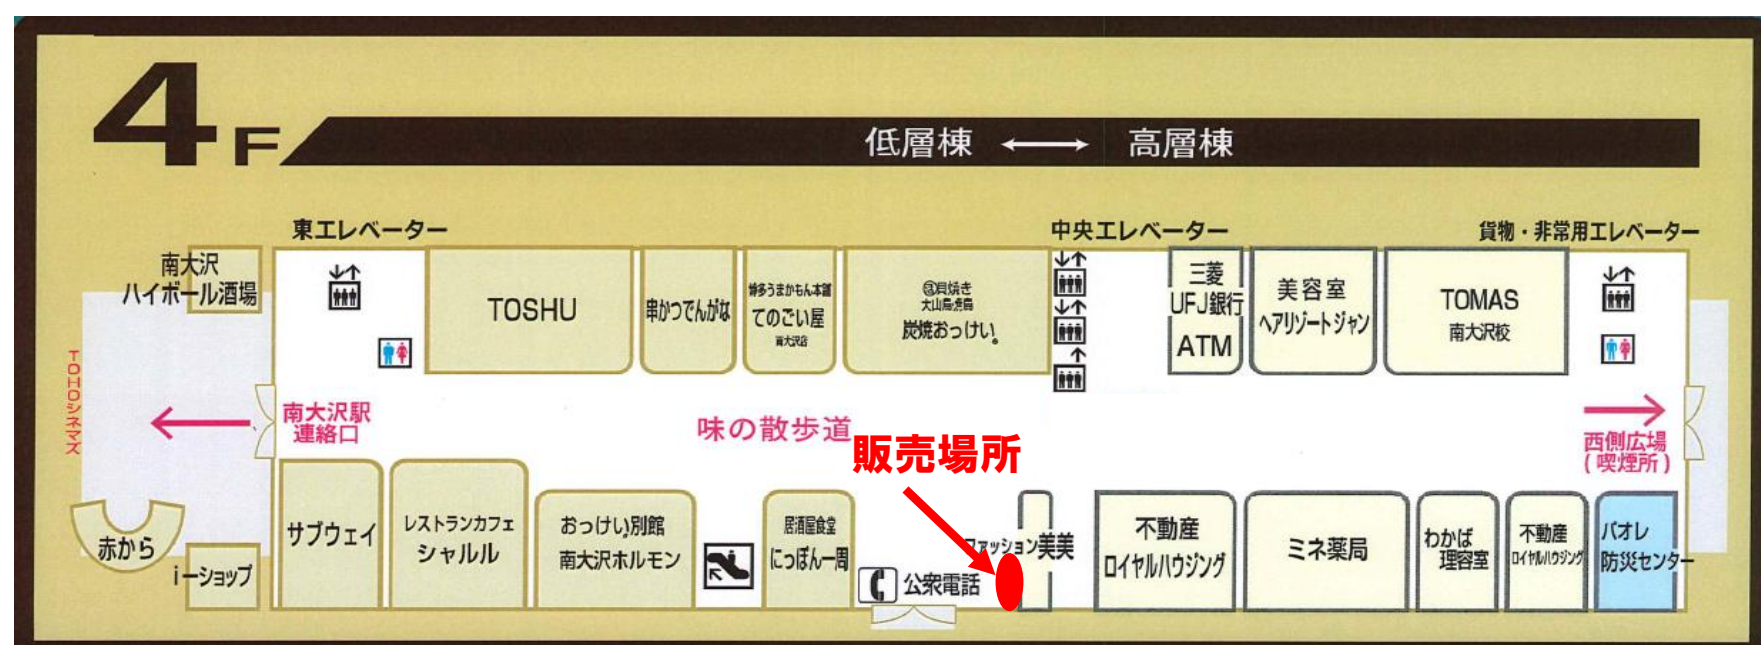 4F
低層棟 ←→ 高層棟
東エレベーター
中央エレベーター
貨物・非常用エレベーター
南大沢
ハイボール酒場
TOSHU
串かつでんがな
博多うまかもん本舗
てのごい屋
南大沢店
貝焼き
炭焼おっけい。
三菱
UFJ銀行
ATM
美容室
ヘアリゾートジャン
TOMAS
南大沢校
TOHOシネマズ
南大沢駅
連絡口
味の散歩道
販売場所
西側広場
(喫煙所)
赤から
i-ショップ
サブウェイ
レストランカフェ
シャルル
おっけい別館
南大沢ホルモン
居酒屋食堂
にっぽん一周
公衆電話
ファッション美美
不動産
ロイヤルハウジング
ミネ薬局
わかば
理容室
不動産
ロイヤルハウジング
パオレ
防災センター